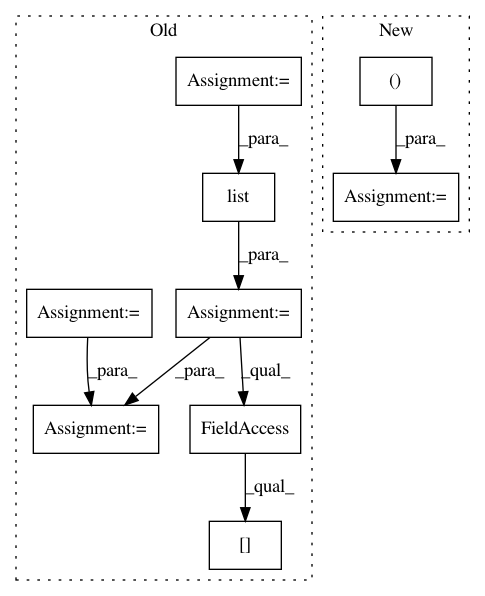 Old
New
Assignment:=
()
_para_
_para_
list
Assignment:=
_para_
Assignment:=
Assignment:=
_para_
_para_
_qual_
Assignment:=
FieldAccess
_qual_
[]